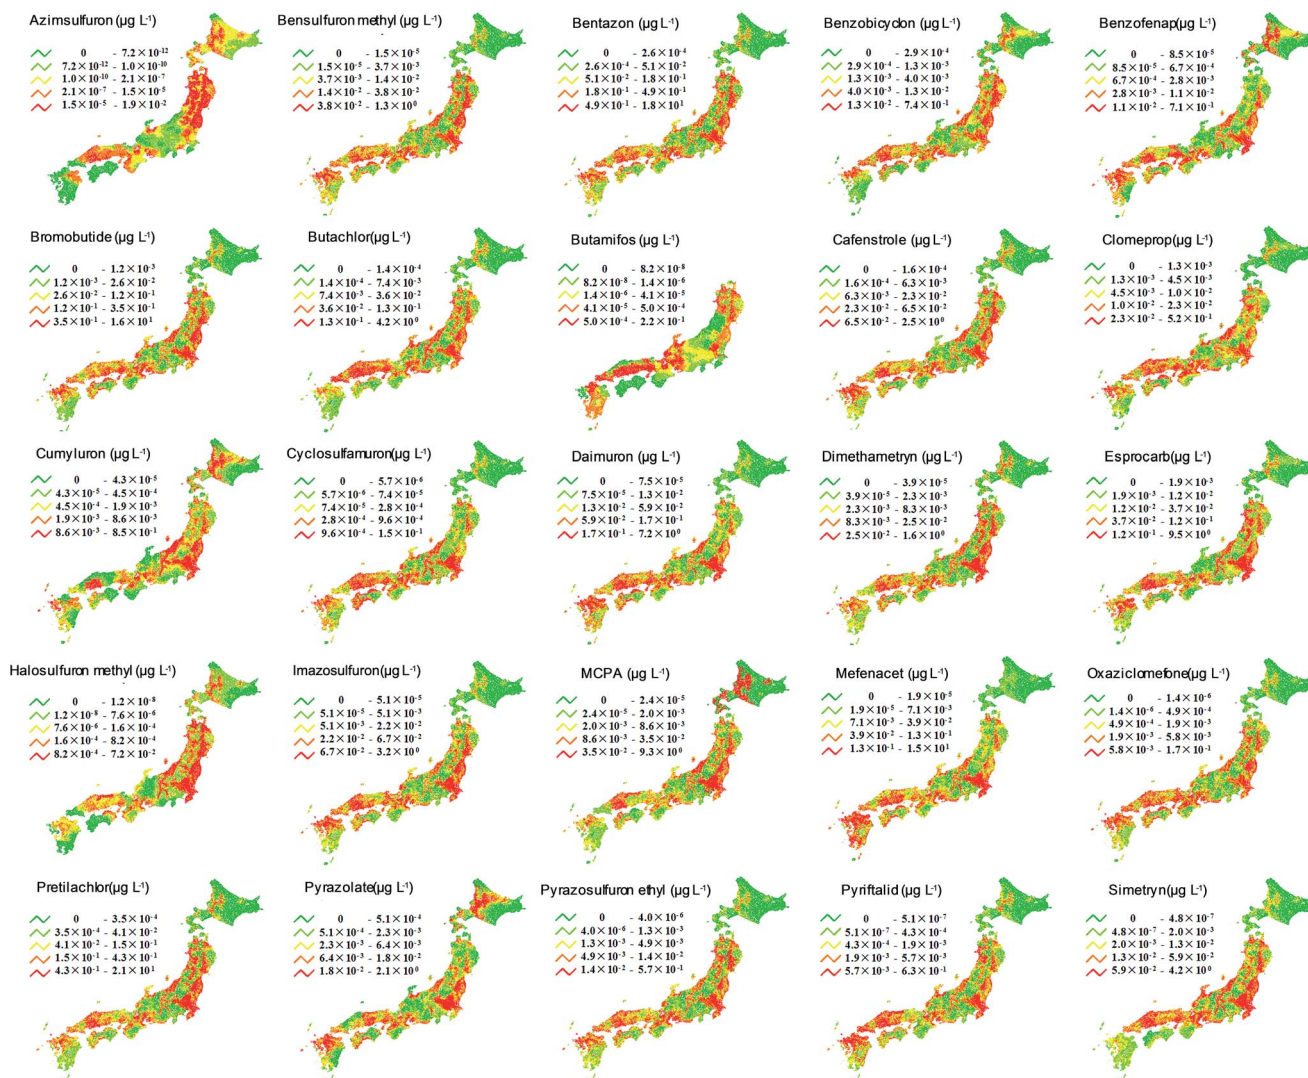 Azimsulfuron (µg L⁻¹)
0 - 7.2×10⁻¹²
7.2×10⁻¹² - 1.0×10⁻¹⁰
1.0×10⁻¹⁰ - 2.1×10⁻⁷
2.1×10⁻⁷ - 1.5×10⁻⁵
1.5×10⁻⁵ - 1.9×10⁻²
Bensulfuron methyl (µg L⁻¹)
0 - 1.5×10⁻⁵
1.5×10⁻⁵ - 3.7×10⁻³
3.7×10⁻³ - 1.4×10⁻²
1.4×10⁻² - 3.8×10⁻²
3.8×10⁻² - 1.3×10⁰
Bentazon (µg L⁻¹)
0 - 2.6×10⁻⁴
2.6×10⁻⁴ - 5.1×10⁻²
5.1×10⁻² - 1.8×10⁻¹
1.8×10⁻¹ - 4.9×10⁻¹
4.9×10⁻¹ - 1.8×10¹
Benzobicyclon (µg L⁻¹)
0 - 2.9×10⁻⁴
2.9×10⁻⁴ - 1.3×10⁻³
1.3×10⁻³ - 4.0×10⁻³
4.0×10⁻³ - 1.3×10⁻²
1.3×10⁻² - 7.4×10⁻¹
Benzofenap(µg L⁻¹)
0 - 8.5×10⁻⁵
8.5×10⁻⁵ - 6.7×10⁻⁴
6.7×10⁻⁴ - 2.8×10⁻³
2.8×10⁻³ - 1.1×10⁻²
1.1×10⁻² - 7.1×10⁻¹
Bromobutide (µg L⁻¹)
0 - 1.2×10⁻³
1.2×10⁻³ - 2.6×10⁻²
2.6×10⁻² - 1.2×10⁻¹
1.2×10⁻¹ - 3.5×10⁻¹
3.5×10⁻¹ - 1.6×10¹
Butachlor(µg L⁻¹)
0 - 1.4×10⁻⁴
1.4×10⁻⁴ - 7.4×10⁻³
7.4×10⁻³ - 3.6×10⁻²
3.6×10⁻² - 1.3×10⁻¹
1.3×10⁻¹ - 4.2×10⁰
Butamifos (µg L⁻¹)
0 - 8.2×10⁻⁸
8.2×10⁻⁸ - 1.4×10⁻⁶
1.4×10⁻⁶ - 4.1×10⁻⁵
4.1×10⁻⁵ - 5.0×10⁻⁴
5.0×10⁻⁴ - 2.2×10⁻¹
Cafenstrole (µg L⁻¹)
0 - 1.6×10⁻⁴
1.6×10⁻⁴ - 6.3×10⁻³
6.3×10⁻³ - 2.3×10⁻²
2.3×10⁻² - 6.5×10⁻²
6.5×10⁻² - 2.5×10⁰
Clomeprop(µg L⁻¹)
0 - 1.3×10⁻³
1.3×10⁻³ - 4.5×10⁻³
4.5×10⁻³ - 1.0×10⁻²
1.0×10⁻² - 2.3×10⁻²
2.3×10⁻² - 5.2×10⁻¹
Cumyluron (µg L⁻¹)
0 - 4.3×10⁻⁵
4.3×10⁻⁵ - 4.5×10⁻⁴
4.5×10⁻⁴ - 1.9×10⁻³
1.9×10⁻³ - 8.6×10⁻³
8.6×10⁻³ - 8.5×10⁻¹
Cyclosulfamuron(µg L⁻¹)
0 - 5.7×10⁻⁶
5.7×10⁻⁶ - 7.4×10⁻⁵
7.4×10⁻⁵ - 2.8×10⁻⁴
2.8×10⁻⁴ - 9.6×10⁻⁴
9.6×10⁻⁴ - 1.5×10⁻¹
Daimuron (µg L⁻¹)
0 - 7.5×10⁻⁵
7.5×10⁻⁵ - 1.3×10⁻²
1.3×10⁻² - 5.9×10⁻²
5.9×10⁻² - 1.7×10⁻¹
1.7×10⁻¹ - 7.2×10⁰
Dimethametryn (µg L⁻¹)
0 - 3.9×10⁻⁵
3.9×10⁻⁵ - 2.3×10⁻³
2.3×10⁻³ - 8.3×10⁻³
8.3×10⁻³ - 2.5×10⁻²
2.5×10⁻² - 1.6×10⁰
Esprocarb(µg L⁻¹)
0 - 1.9×10⁻³
1.9×10⁻³ - 1.2×10⁻²
1.2×10⁻² - 3.7×10⁻²
3.7×10⁻² - 1.2×10⁻¹
1.2×10⁻¹ - 9.5×10⁰
Halosulfuron methyl (µg L⁻¹)
0 - 1.2×10⁻⁸
1.2×10⁻⁸ - 7.6×10⁻⁶
7.6×10⁻⁶ - 1.6×10⁻⁴
1.6×10⁻⁴ - 8.2×10⁻⁴
8.2×10⁻⁴ - 7.2×10⁻²
Imazosulfuron(µg L⁻¹)
0 - 5.1×10⁻⁵
5.1×10⁻⁵ - 5.1×10⁻³
5.1×10⁻³ - 2.2×10⁻²
2.2×10⁻² - 6.7×10⁻²
6.7×10⁻² - 3.2×10⁰
MCPA (µg L⁻¹)
0 - 2.4×10⁻⁵
2.4×10⁻⁵ - 2.0×10⁻³
2.0×10⁻³ - 8.6×10⁻³
8.6×10⁻³ - 3.5×10⁻²
3.5×10⁻² - 9.3×10⁰
Mefenacet (µg L⁻¹)
0 - 1.9×10⁻⁵
1.9×10⁻⁵ - 7.1×10⁻³
7.1×10⁻³ - 3.9×10⁻²
3.9×10⁻² - 1.3×10⁻¹
1.3×10⁻¹ - 1.5×10¹
Oxaziclomefone(µg L⁻¹)
0 - 1.4×10⁻⁶
1.4×10⁻⁶ - 4.9×10⁻⁴
4.9×10⁻⁴ - 1.9×10⁻³
1.9×10⁻³ - 5.8×10⁻³
5.8×10⁻³ - 1.7×10⁻¹
Pretilachlor(µg L⁻¹)
0 - 3.5×10⁻⁴
3.5×10⁻⁴ - 4.1×10⁻²
4.1×10⁻² - 1.5×10⁻¹
1.5×10⁻¹ - 4.3×10⁻¹
4.3×10⁻¹ - 2.1×10¹
Pyrazolate(µg L⁻¹)
0 - 5.1×10⁻⁴
5.1×10⁻⁴ - 2.3×10⁻³
2.3×10⁻³ - 6.4×10⁻³
6.4×10⁻³ - 1.8×10⁻²
1.8×10⁻² - 2.1×10⁰
Pyrazosulfuron ethyl (µg L⁻¹)
0 - 4.0×10⁻⁶
4.0×10⁻⁶ - 1.3×10⁻³
1.3×10⁻³ - 4.9×10⁻³
4.9×10⁻³ - 1.4×10⁻²
1.4×10⁻² - 5.7×10⁻¹
Pyriftalid (µg L⁻¹)
0 - 5.1×10⁻⁷
5.1×10⁻⁷ - 4.3×10⁻⁴
4.3×10⁻⁴ - 1.9×10⁻³
1.9×10⁻³ - 5.7×10⁻³
5.7×10⁻³ - 6.3×10⁻¹
Simetryn(µg L⁻¹)
0 - 4.8×10⁻⁷
4.8×10⁻⁷ - 2.0×10⁻³
2.0×10⁻³ - 1.3×10⁻²
1.3×10⁻² - 5.9×10⁻²
5.9×10⁻² - 4.2×10⁰